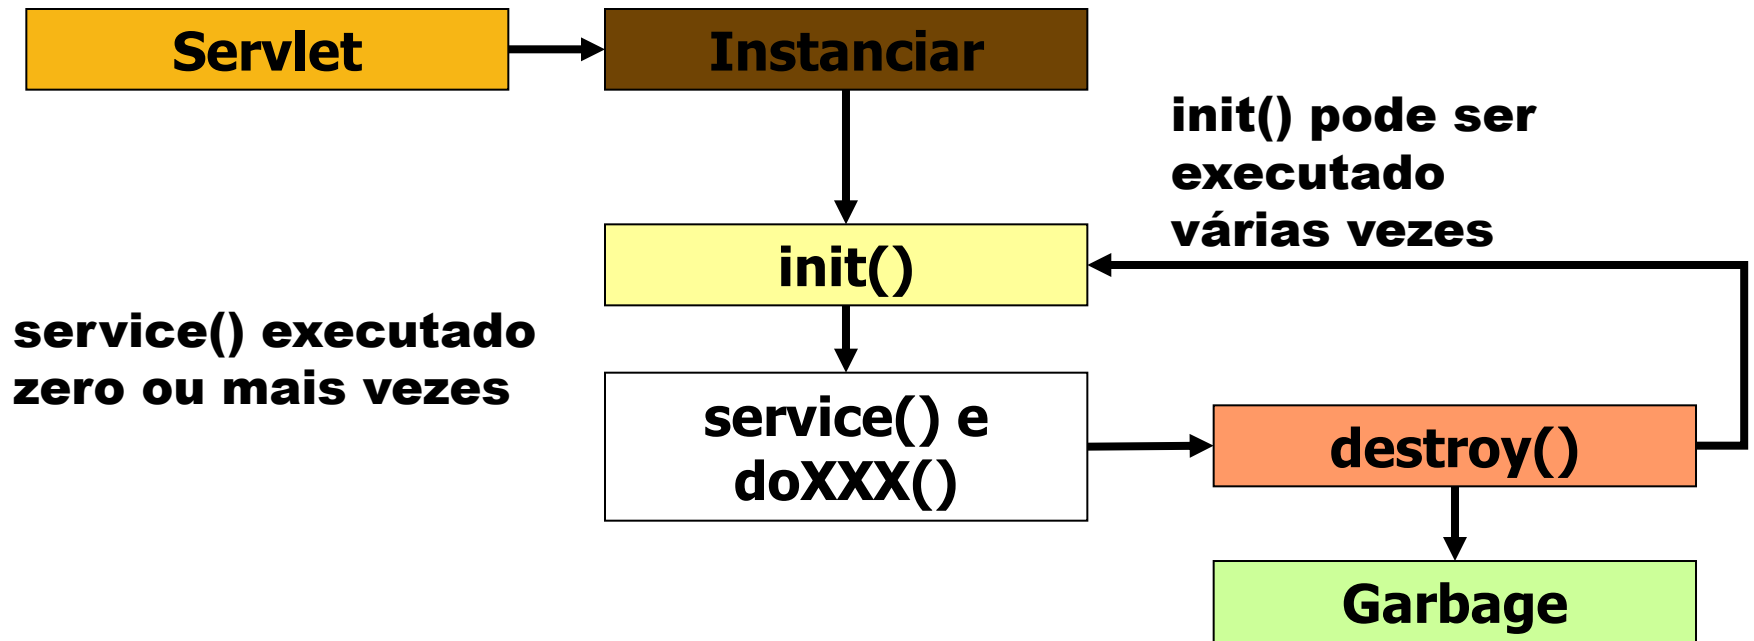 Servlet
Instanciar
init() pode ser
executado
várias vezes
init()
service() executado
zero ou mais vezes
service() e
doXXX()
destroy()
Garbage